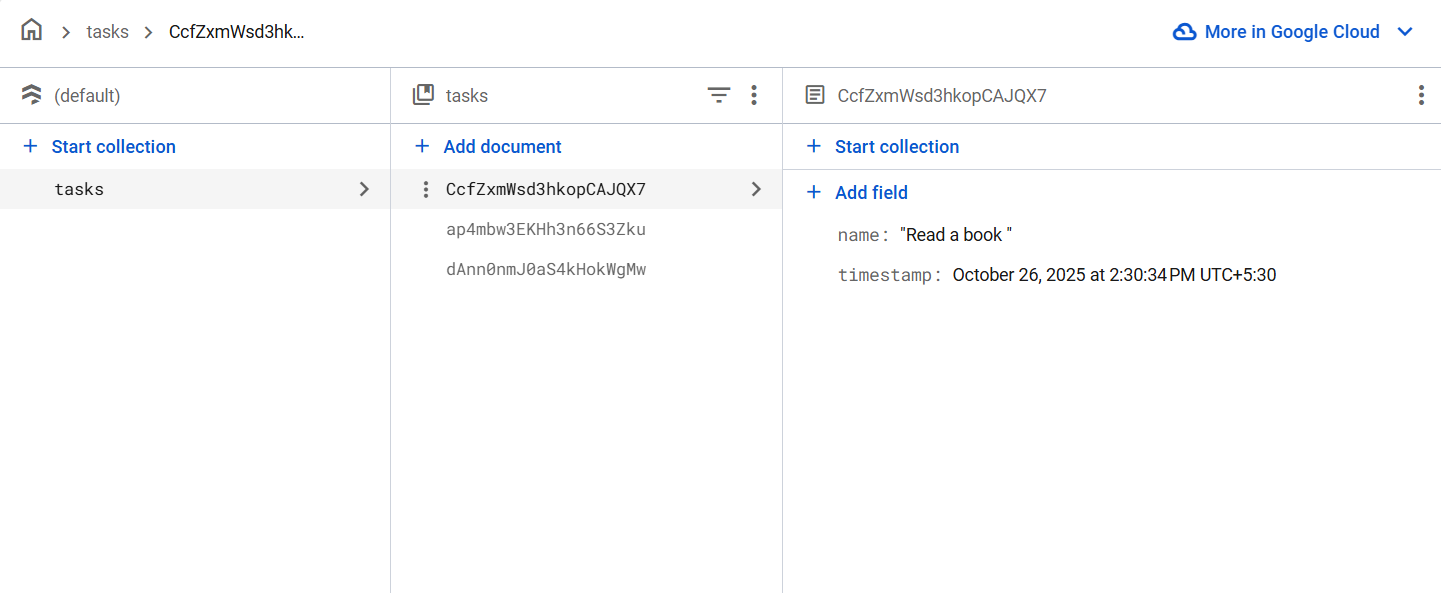 tasks CcfZxmWsd3hk... More in Google Cloud
(default) tasks CcfZxmWsd3hkopCAJQX7
+ Start collection + Add document + Start collection
tasks CcfZxmWsd3hkopCAJQX7 + Add field
ap4mbw3EKHh3n66S3Zku name: "Read a book "
dAnn0nmJ0aS4kHokWgMw timestamp: October 26, 2025 at 2:30:34 PM UTC+5:30